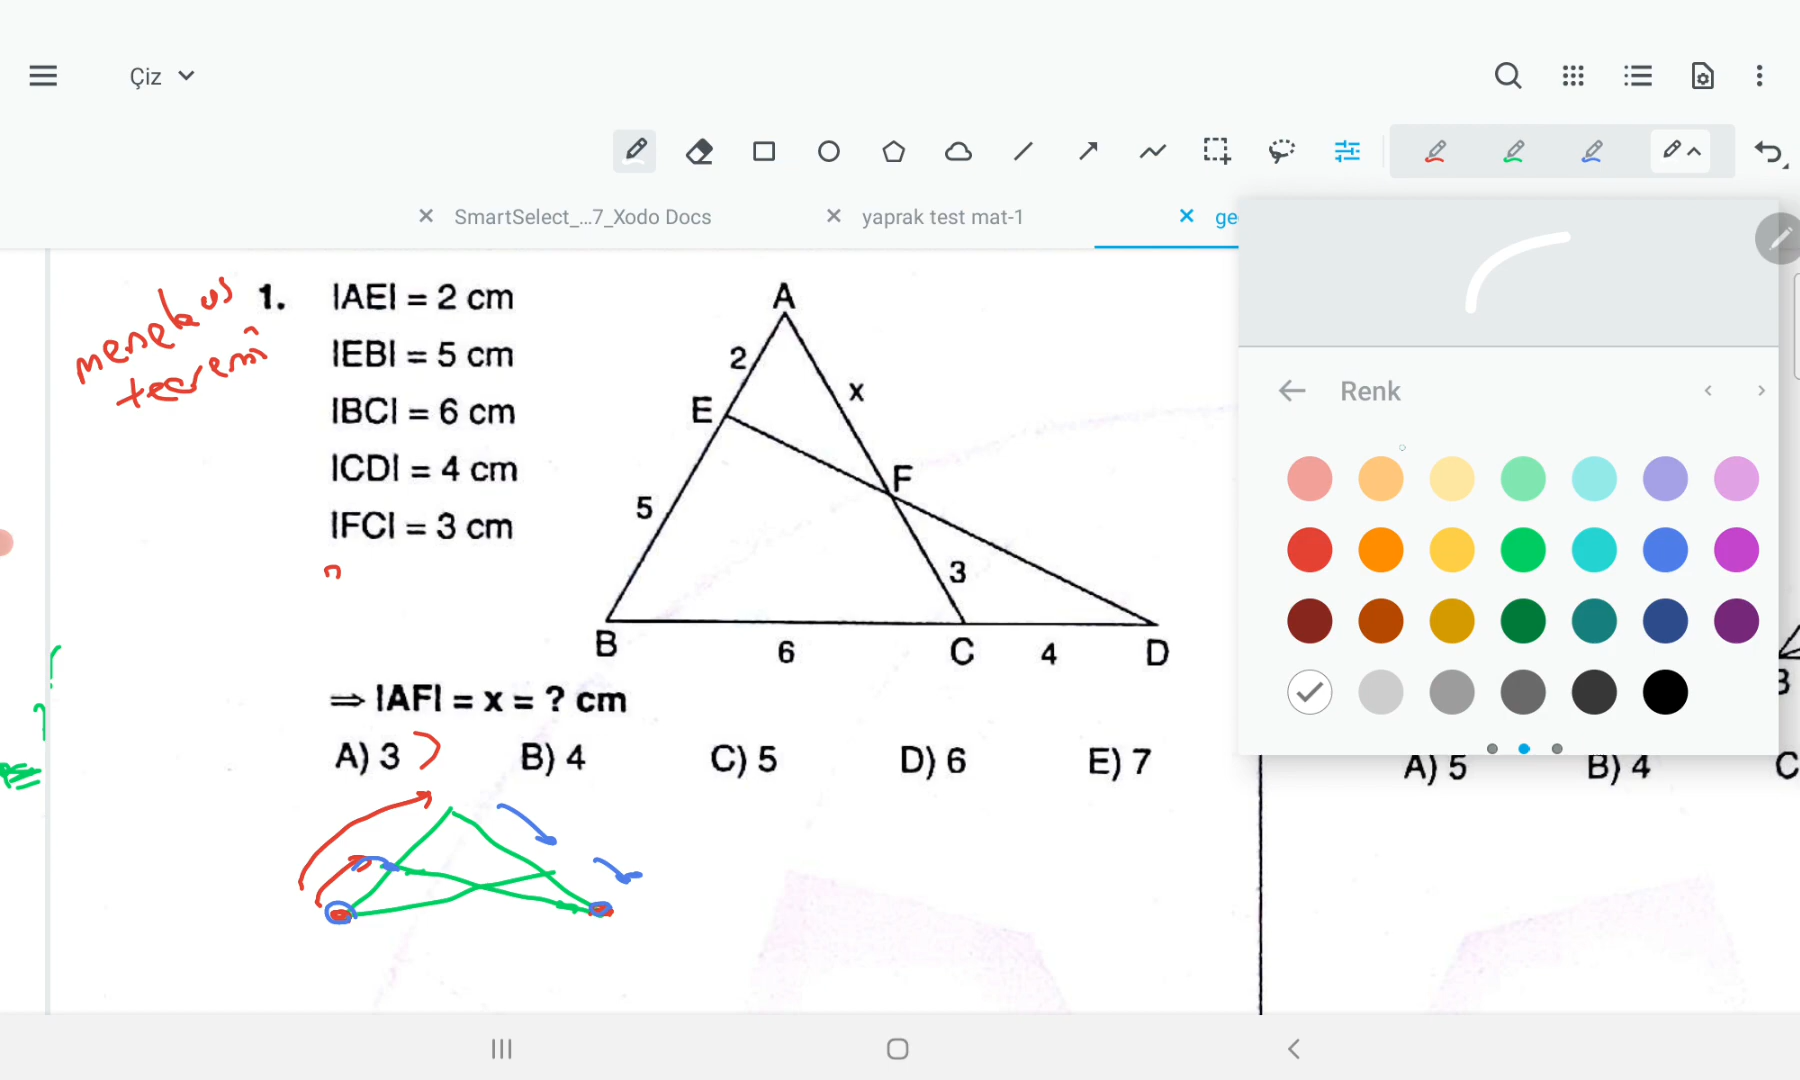 Çiz
SmartSelect_...7_Xodo Docs
yaprak test mat-1
ge
Renk
menelaus
teoremi
1.
|AE| = 2 cm
|EB| = 5 cm
|BC| = 6 cm
|CD| = 4 cm
|FC| = 3 cm
A
2
x
E
F
5
3
B
6
C
4
D
⇒ |AF| = x = ? cm
A) 3
B) 4
C) 5
D) 6
E) 7
3
A) 5
B) 4
C